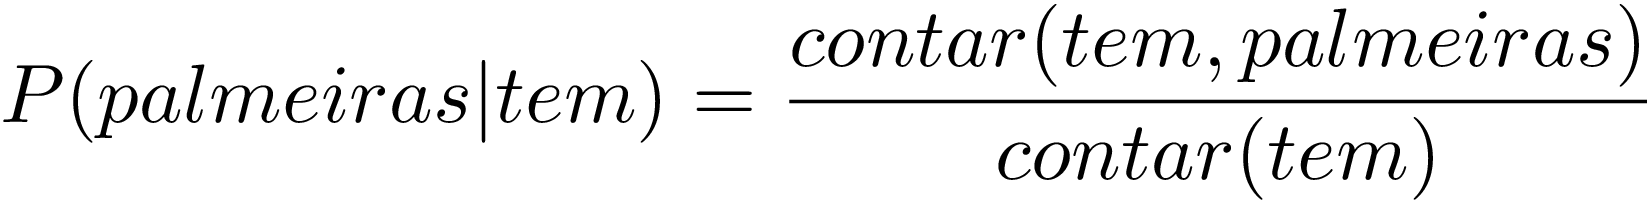 P(palmeiras|tem) = contar(tem, palmeiras) / contar(tem)